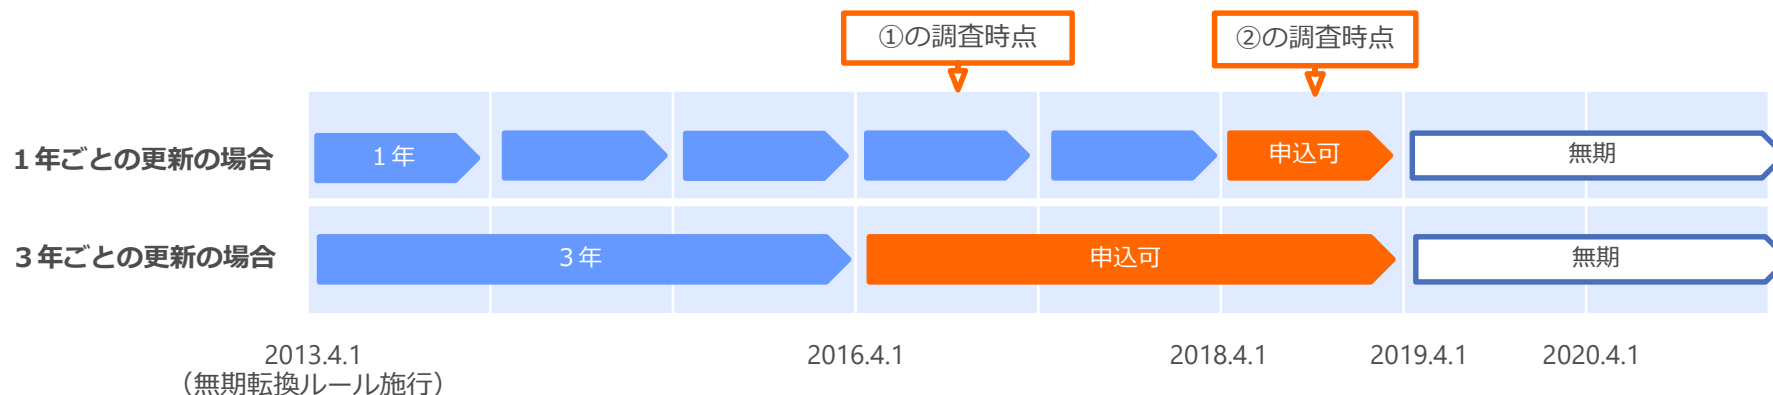 ①の調査時点
②の調査時点
１年ごとの更新の場合
１年
申込可
無期
３年ごとの更新の場合
３年
申込可
無期
2013.4.1
2016.4.1
2018.4.1
2019.4.1
2020.4.1
（無期転換ルール施行）